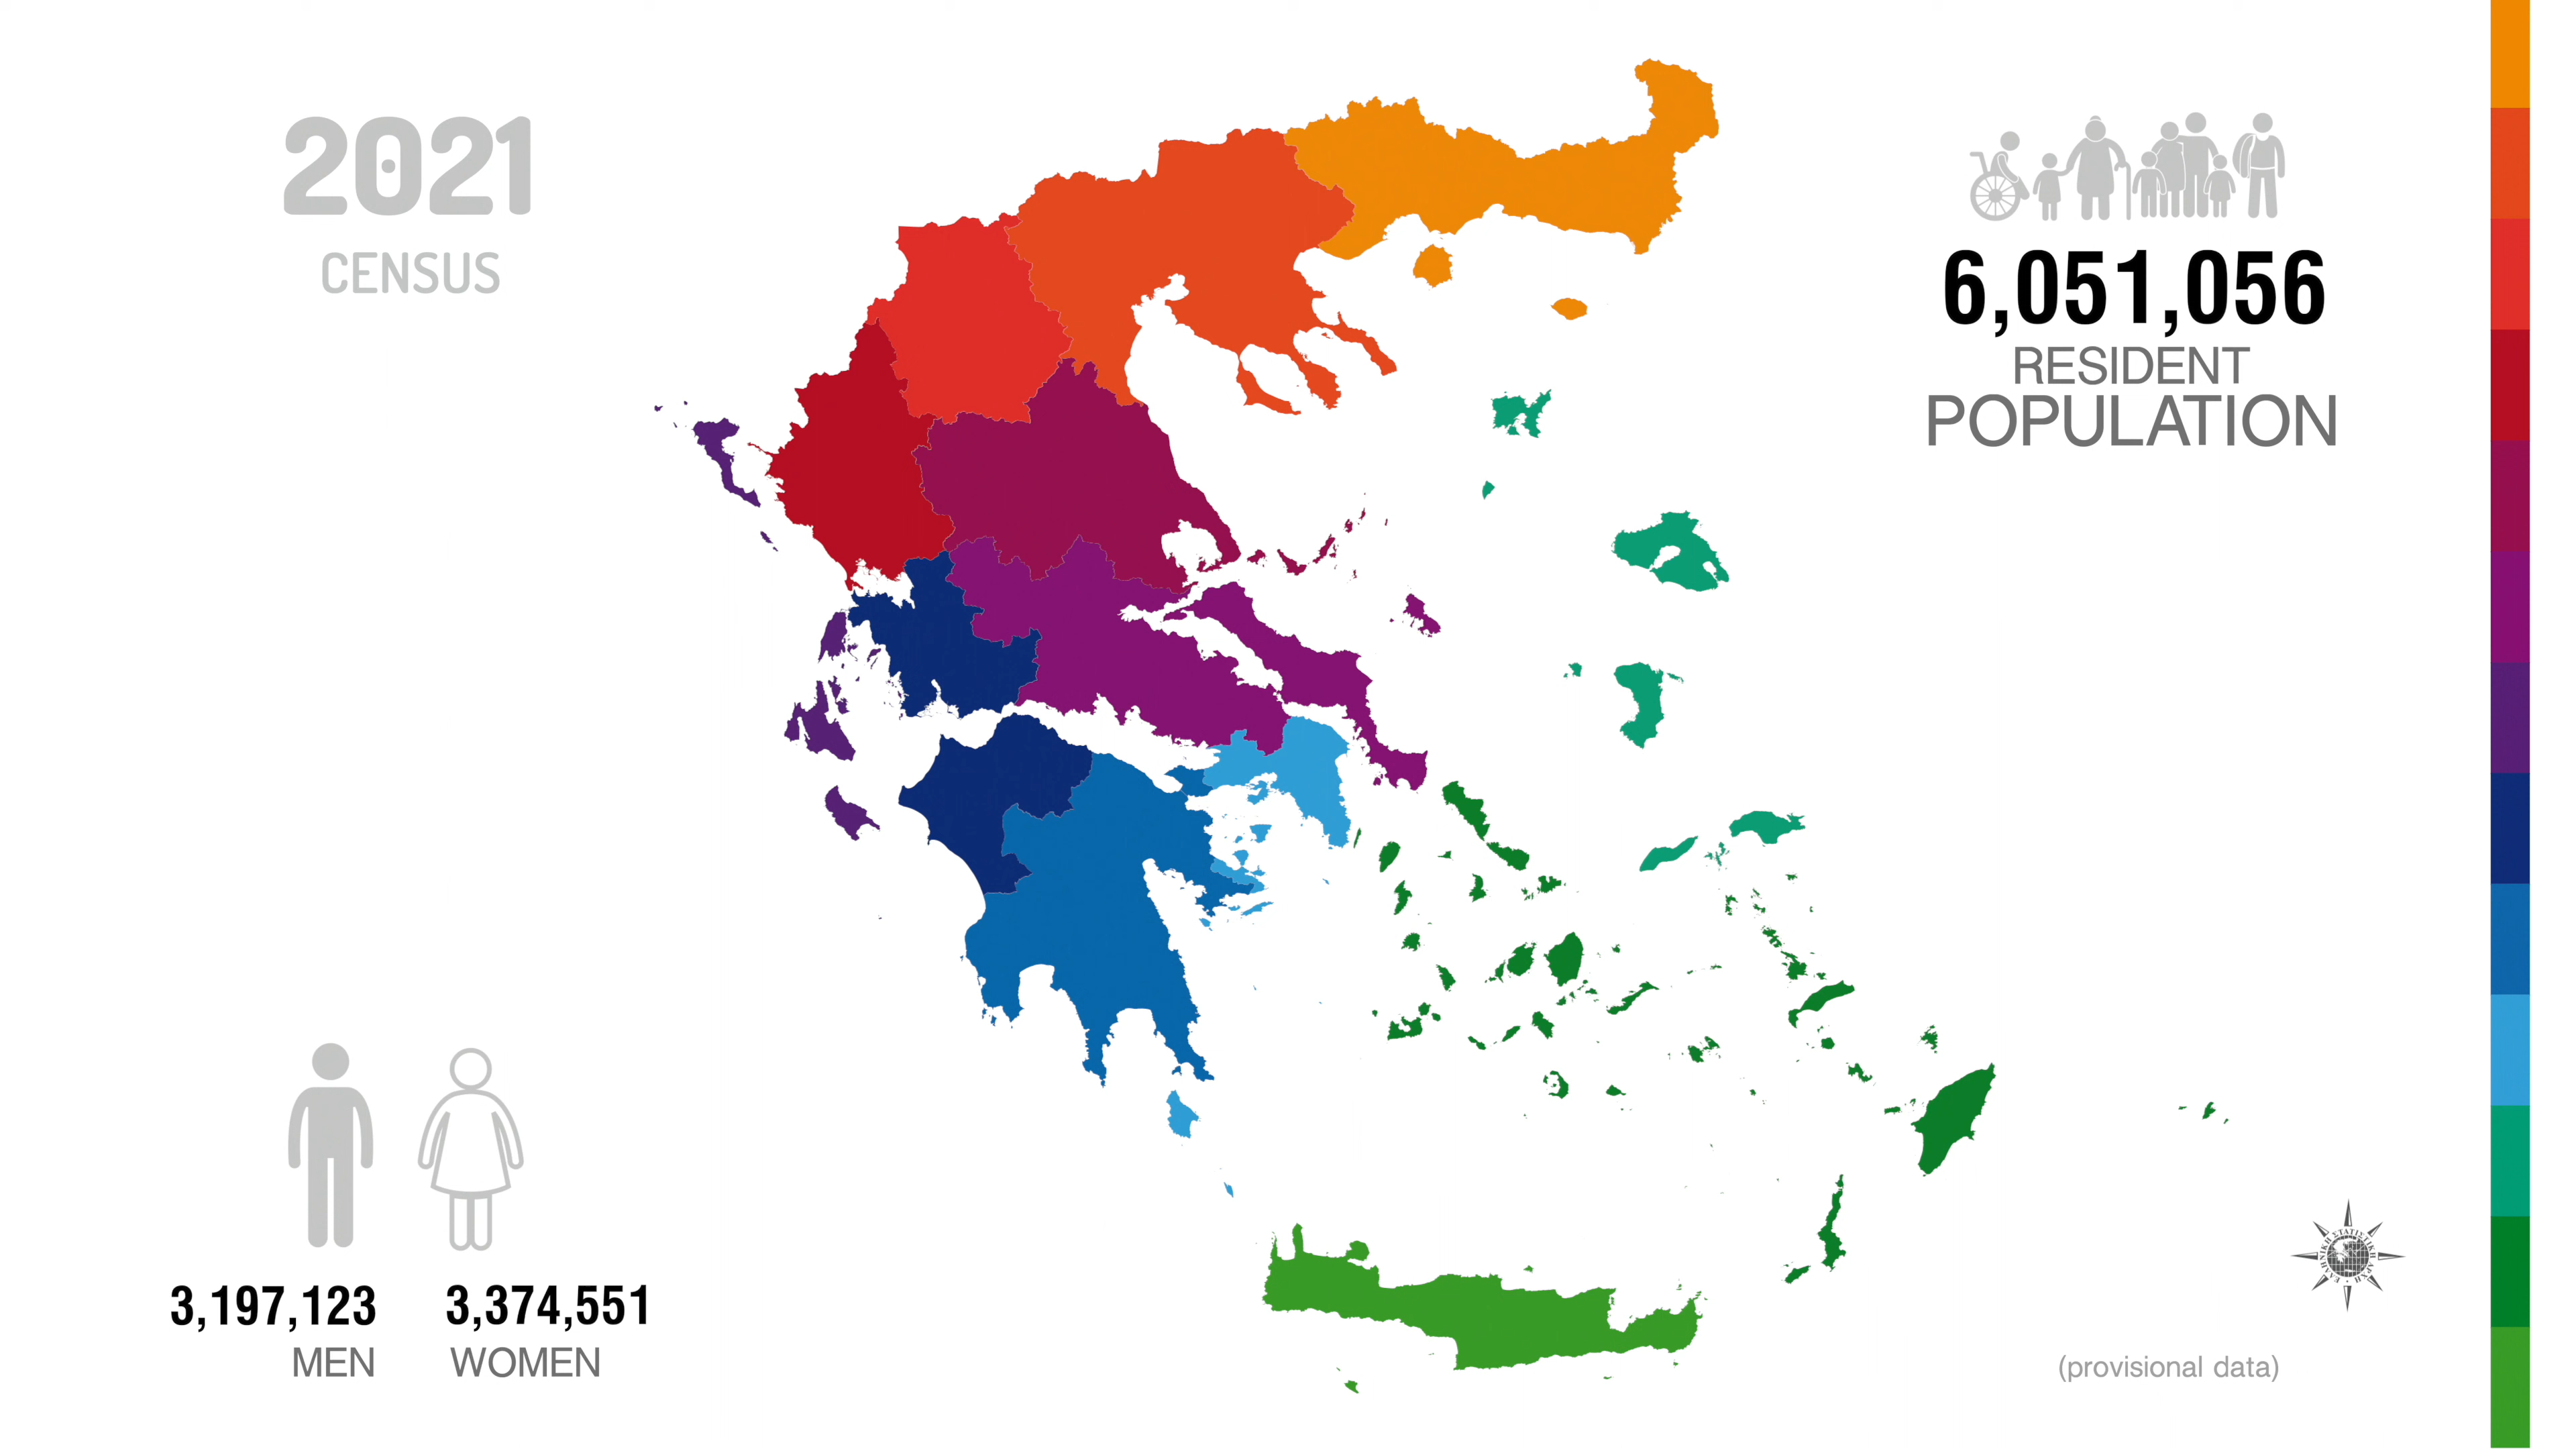 2021
CENSUS
6,051,056
RESIDENT
POPULATION
3,197,123
MEN
3,374,551
WOMEN
(provisional data)